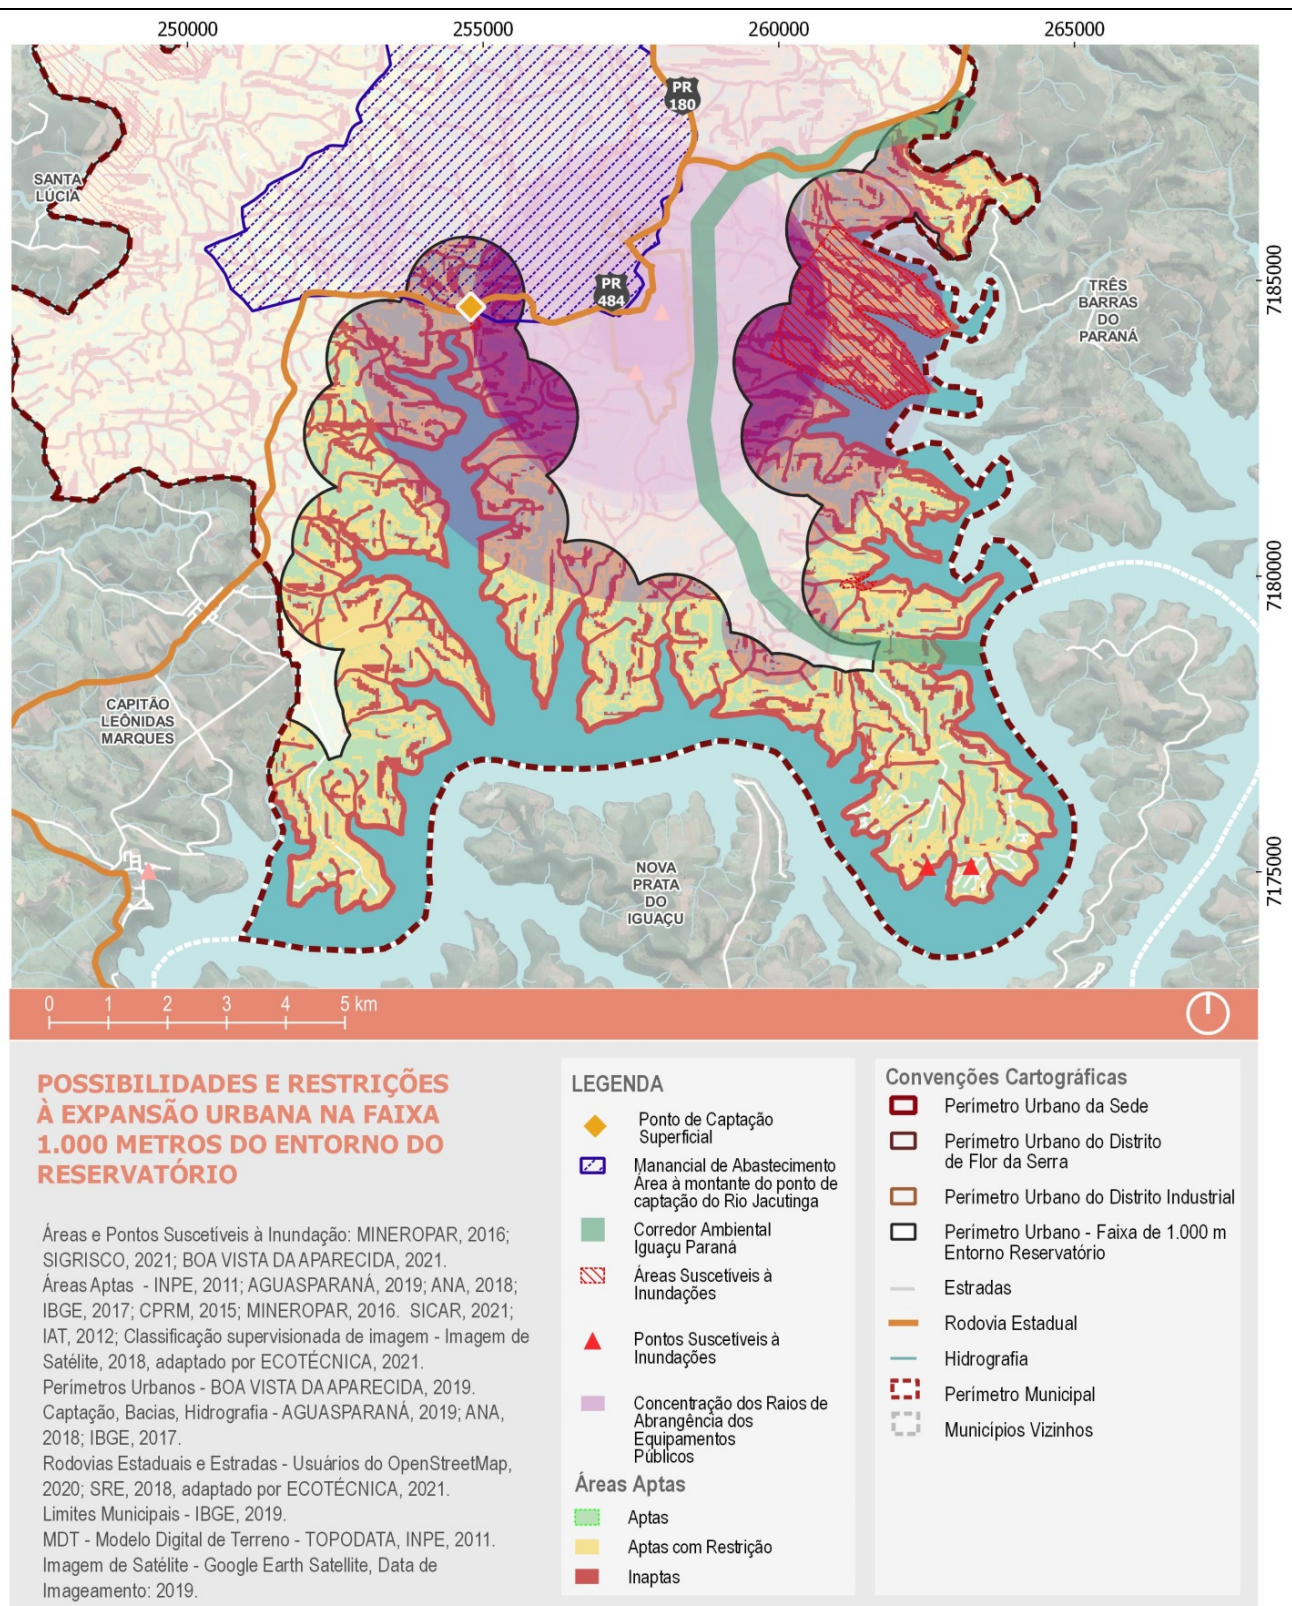 250000
255000
260000
265000
PR
180
SANTA
LÚCIA
PR
484
TRÊS
BARRAS
DO
PARANÁ
7185000
7180000
7175000
CAPITÃO
LEÔNIDAS
MARQUES
NOVA
PRATA
DO
IGUAÇU
0 1 2 3 4 5 km
POSSIBILIDADES E RESTRIÇÕES
À EXPANSÃO URBANA NA FAIXA
1.000 METROS DO ENTORNO DO
RESERVATÓRIO
Áreas e Pontos Suscetíveis à Inundação: MINEROPAR, 2016;
SIGRISCO, 2021; BOA VISTA DA APARECIDA, 2021.
Áreas Aptas - INPE, 2011; AGUASPARANÁ, 2019; ANA, 2018;
IBGE, 2017; CPRM, 2015; MINEROPAR, 2016. SICAR, 2021;
IAT, 2012; Classificação supervisionada de imagem - Imagem de
Satélite, 2018, adaptado por ECOTÉCNICA, 2021.
Perímetros Urbanos - BOA VISTA DA APARECIDA, 2019.
Captação, Bacias, Hidrografia - AGUASPARANÁ, 2019; ANA,
2018; IBGE, 2017.
Rodovias Estaduais e Estradas - Usuários do OpenStreetMap,
2020; SRE, 2018, adaptado por ECOTÉCNICA, 2021.
Limites Municipais - IBGE, 2019.
MDT - Modelo Digital de Terreno - TOPODATA, INPE, 2011.
Imagem de Satélite - Google Earth Satellite, Data de
Imageamento: 2019.
LEGENDA
Ponto de Captação
Superficial
Manancial de Abastecimento
Área à montante do ponto de
captação do Rio Jacutinga
Corredor Ambiental
Iguaçu Paraná
Áreas Suscetíveis à
Inundações
Pontos Suscetíveis à
Inundações
Concentração dos Raios de
Abrangência dos
Equipamentos
Públicos
Áreas Aptas
Aptas
Aptas com Restrição
Inaptas
Convenções Cartográficas
Perímetro Urbano da Sede
Perímetro Urbano do Distrito
de Flor da Serra
Perímetro Urbano do Distrito Industrial
Perímetro Urbano - Faixa de 1.000 m
Entorno Reservatório
Estradas
Rodovia Estadual
Hidrografia
Perímetro Municipal
Municípios Vizinhos